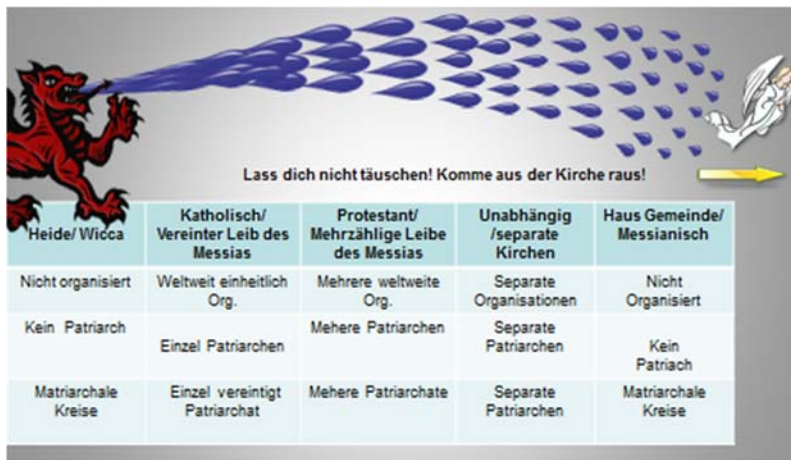 Lass dich nicht täuschen! Komme aus der Kirche raus!
Heide/ Wicca
Katholisch/
Vereinter Leib des
Messias
Protestant/
Mehrzählige Leibe
des Messias
Unabhängig
/separate
Kirchen
Haus Gemeinde/
Messianisch
Nicht organisiert
Weltweit einheitlich
Org.
Mehrere weltweite
Org.
Separate
Organisationen
Nicht
Organisiert
Kein Patriarch
Einzel Patriarchen
Mehere Patriarchen
Separate
Patriarchen
Kein
Patriach
Matriarchale
Kreise
Einzel vereintigt
Patriarchat
Mehere Patriarchate
Separate
Patriarchen
Matriarchale
Kreise